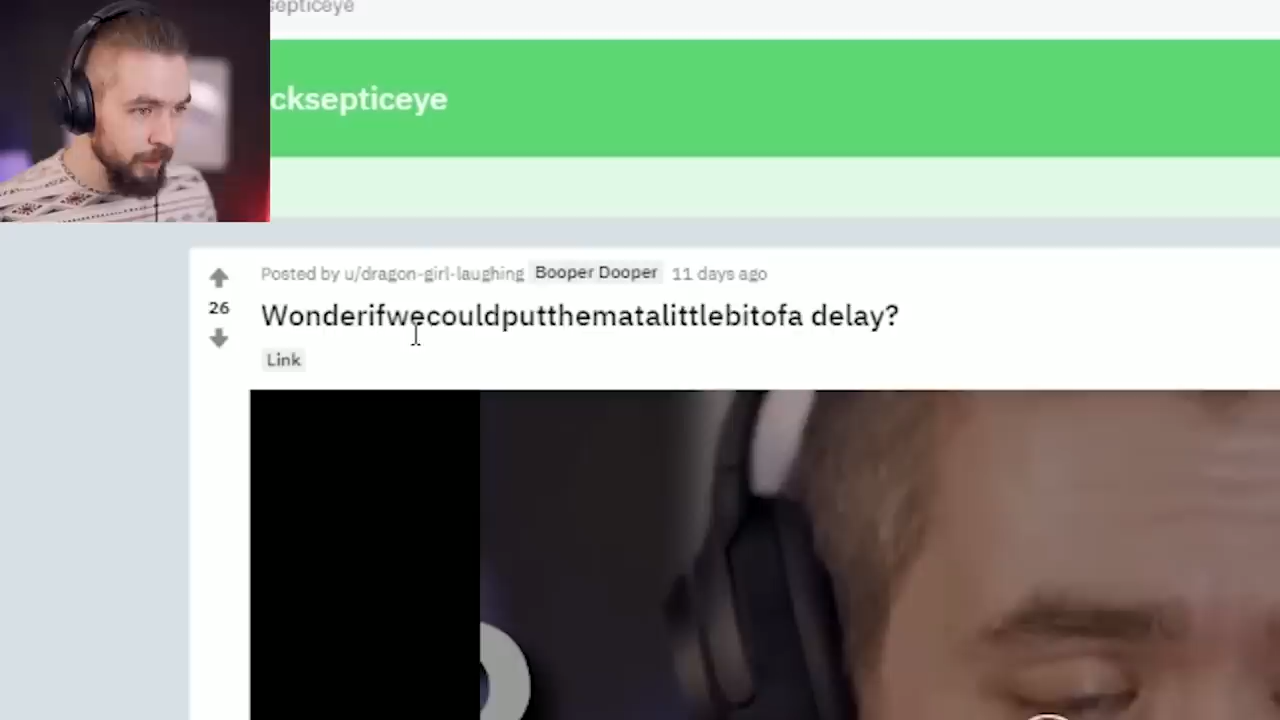 septiceye
cksepticeye
Posted by u/dragon-girl-laughing Booper Dooper 11 days ago
26
Wonderifwecouldputthematalittlebitofa delay?
Link